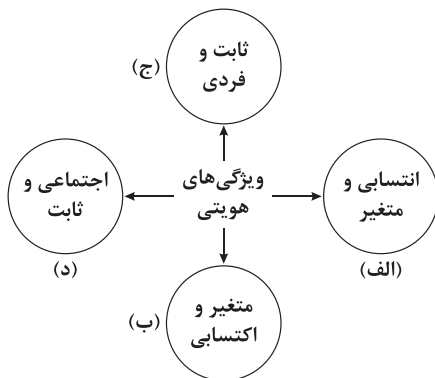 ثابت و
فردی
(ج)
اجتماعی و
ثابت
(د)
ویژگی‌های
هویتی
انتسابی و
متغیر
(الف)
متغیر و
اکتسابی
(ب)